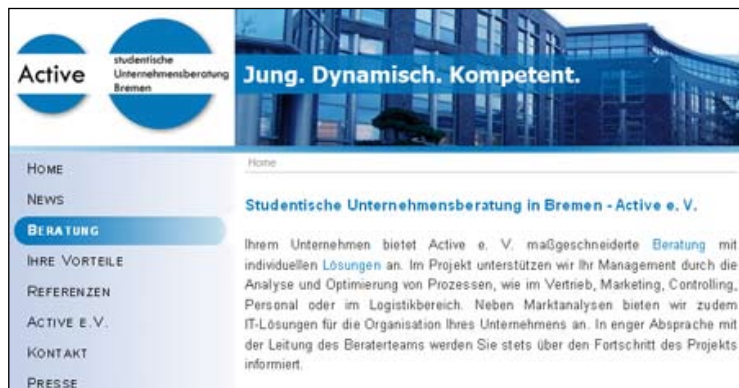 Active
studentische
Unternehmensberatung
Bremen
Jung. Dynamisch. Kompetent.
HOME
NEWS
BERATUNG
IHRE VORTEILE
REFERENZEN
ACTIVE E.V.
KONTAKT
PRESSE
Home
Studentische Unternehmensberatung in Bremen - Active e. V.
Ihrem Unternehmen bietet Active e. V. maßgeschneiderte Beratung mit
individuellen Lösungen an. Im Projekt unterstützen wir Ihr Management durch die
Analyse und Optimierung von Prozessen, wie im Vertrieb, Marketing, Controlling,
Personal oder im Logistikbereich. Neben Marktanalysen bieten wir zudem
IT-Lösungen für die Organisation Ihres Unternehmens an. In enger Absprache mit
der Leitung des Beraterteams werden Sie stets über den Fortschritt des Projekts
informiert.